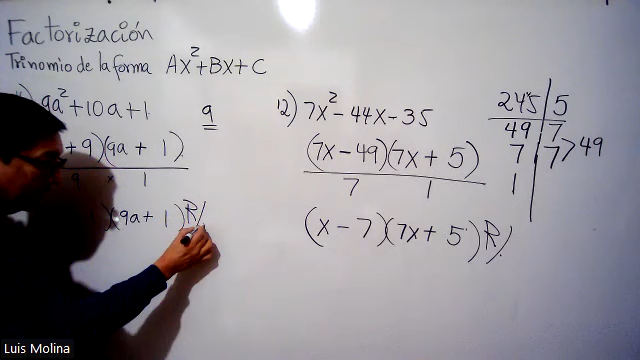 Factorización
Trinomio de la forma AX²+BX+C
9a²+10a+1
9
+9)(9a + 1)
9 × 1
)(9a+1)R/
12) 7X²-44X-35
(7X-49)(7X+5)
7 1
(X-7)(7X+5)R/
245 | 5
49 | 7
7 | 7 > 49
1
Luis Molina